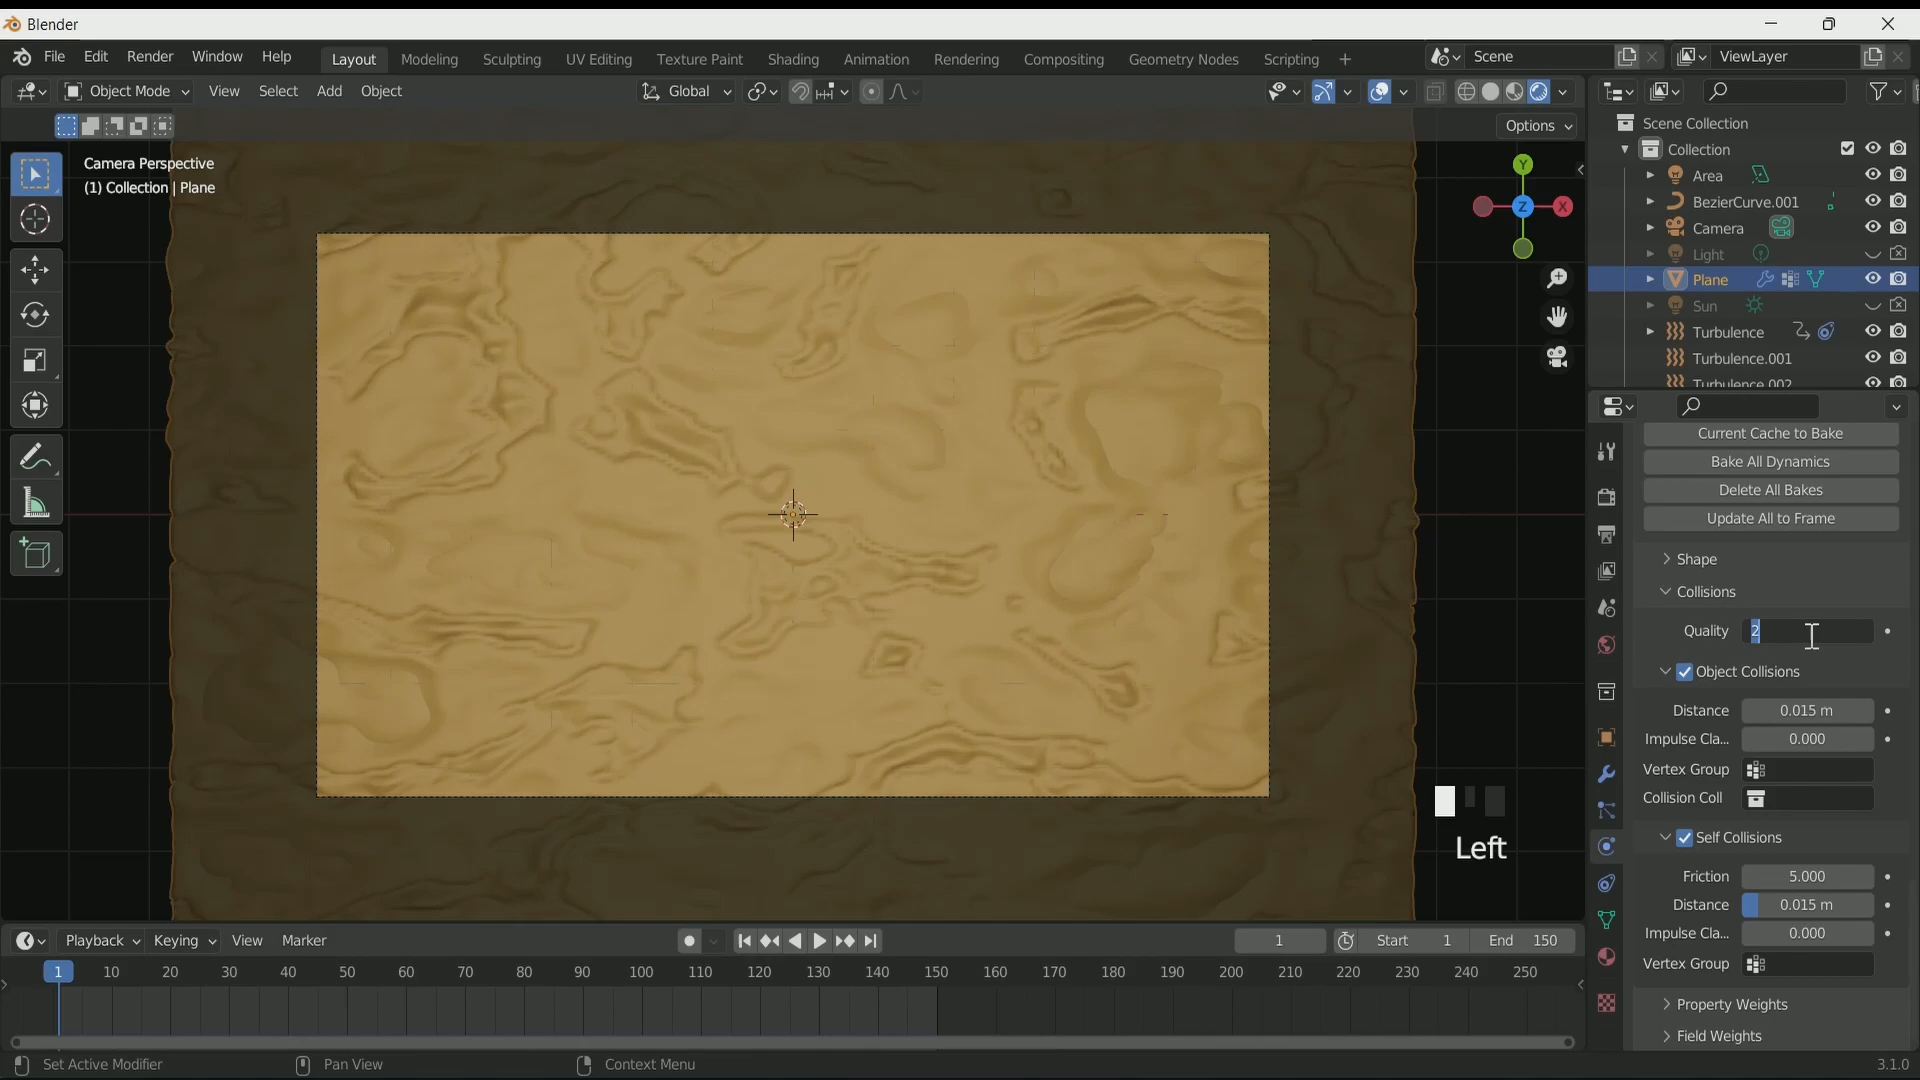 Blender
File Edit Render Window Help
Layout Modeling Sculpting UV Editing Texture Paint Shading Animation Rendering Compositing Geometry Nodes Scripting +
Scene
ViewLayer
Object Mode View Select Add Object
Global
Options
Camera Perspective
(1) Collection | Plane
Y
X
Z
Left
Scene Collection
Collection
Area
BezierCurve.001
Camera
Light
Plane
Sun
Turbulence
Turbulence.001
Turbulence.002
Current Cache to Bake
Bake All Dynamics
Delete All Bakes
Update All to Frame
Shape
Collisions
Quality 2
Object Collisions
Distance 0.015 m
Impulse Cla... 0.000
Vertex Group
Collision Coll
Self Collisions
Friction 5.000
Distance 0.015 m
Impulse Cla... 0.000
Vertex Group
Property Weights
Field Weights
Playback Keying View Marker
1 Start 1 End 150
1 10 20 30 40 50 60 70 80 90 100 110 120 130 140 150 160 170 180 190 200 210 220 230 240 250
Set Active Modifier Pan View Context Menu
3.1.0